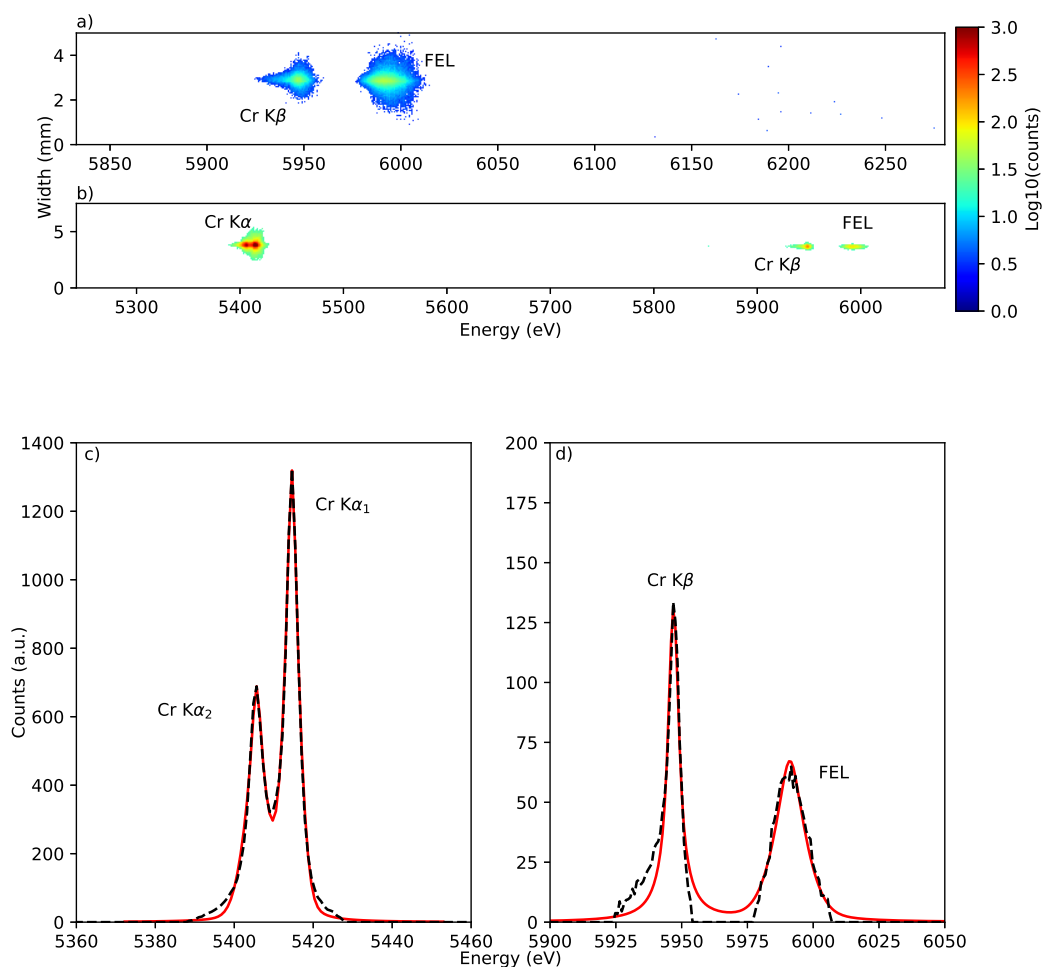 a)
4
2
0
FEL
Cr Kβ
5850 5900 5950 6000 6050 6100 6150 6200 6250
Width (mm)
b)
5
0
Cr Kα
FEL
Cr Kβ
5300 5400 5500 5600 5700 5800 5900 6000
Energy (eV)
3.0
2.5
2.0
1.5
1.0
0.5
0.0
Log10(counts)
c)
1400
1200
1000
800
600
400
200
0
Counts (a.u.)
Cr Kα₁
Cr Kα₂
5360 5380 5400 5420 5440 5460
d)
200
175
150
125
100
75
50
25
0
Cr Kβ
FEL
5900 5925 5950 5975 6000 6025 6050
Energy (eV)